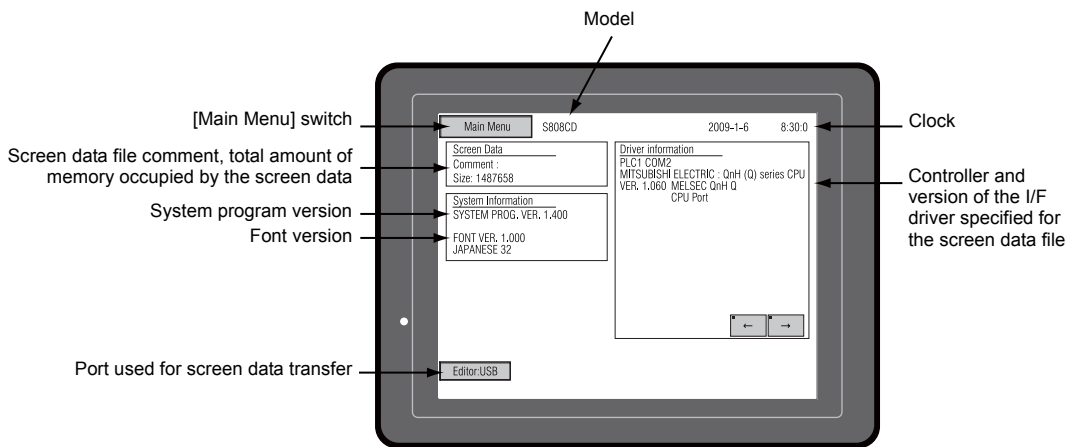 Model
[Main Menu] switch
Main Menu
S808CD
2009-1-6
8:30:0
Clock
Screen data file comment, total amount of
memory occupied by the screen data
Screen Data
Comment :
Size: 1487658
System program version
Font version
System Information
SYSTEM PROG. VER. 1.400
FONT VER. 1.000
JAPANESE 32
Driver information
PLC1 COM2
MITSUBISHI ELECTRIC : QnH (Q) series CPU
VER. 1.060 MELSEC QnH Q
CPU Port
Controller and
version of the I/F
driver specified for
the screen data file
← →
Port used for screen data transfer
Editor:USB